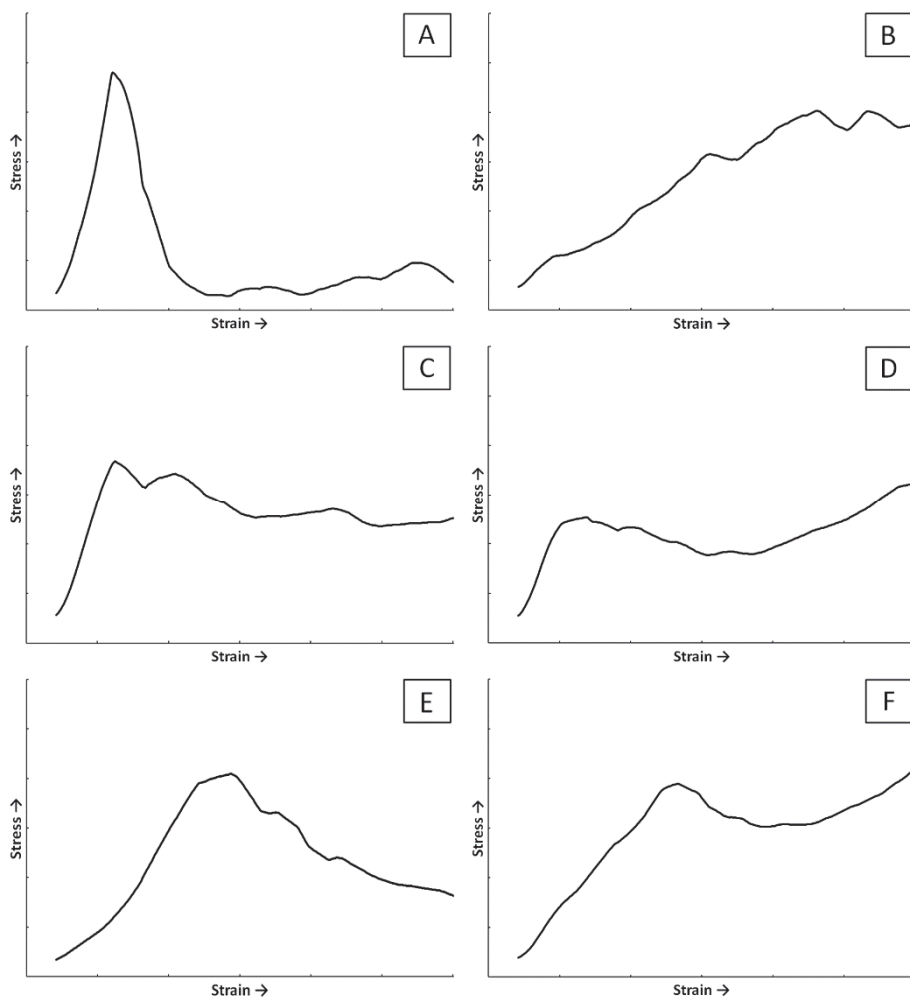 A
Stress →
Strain →
B
Stress →
Strain →
C
Stress →
Strain →
D
Stress →
Strain →
E
Stress →
Strain →
F
Stress →
Strain →